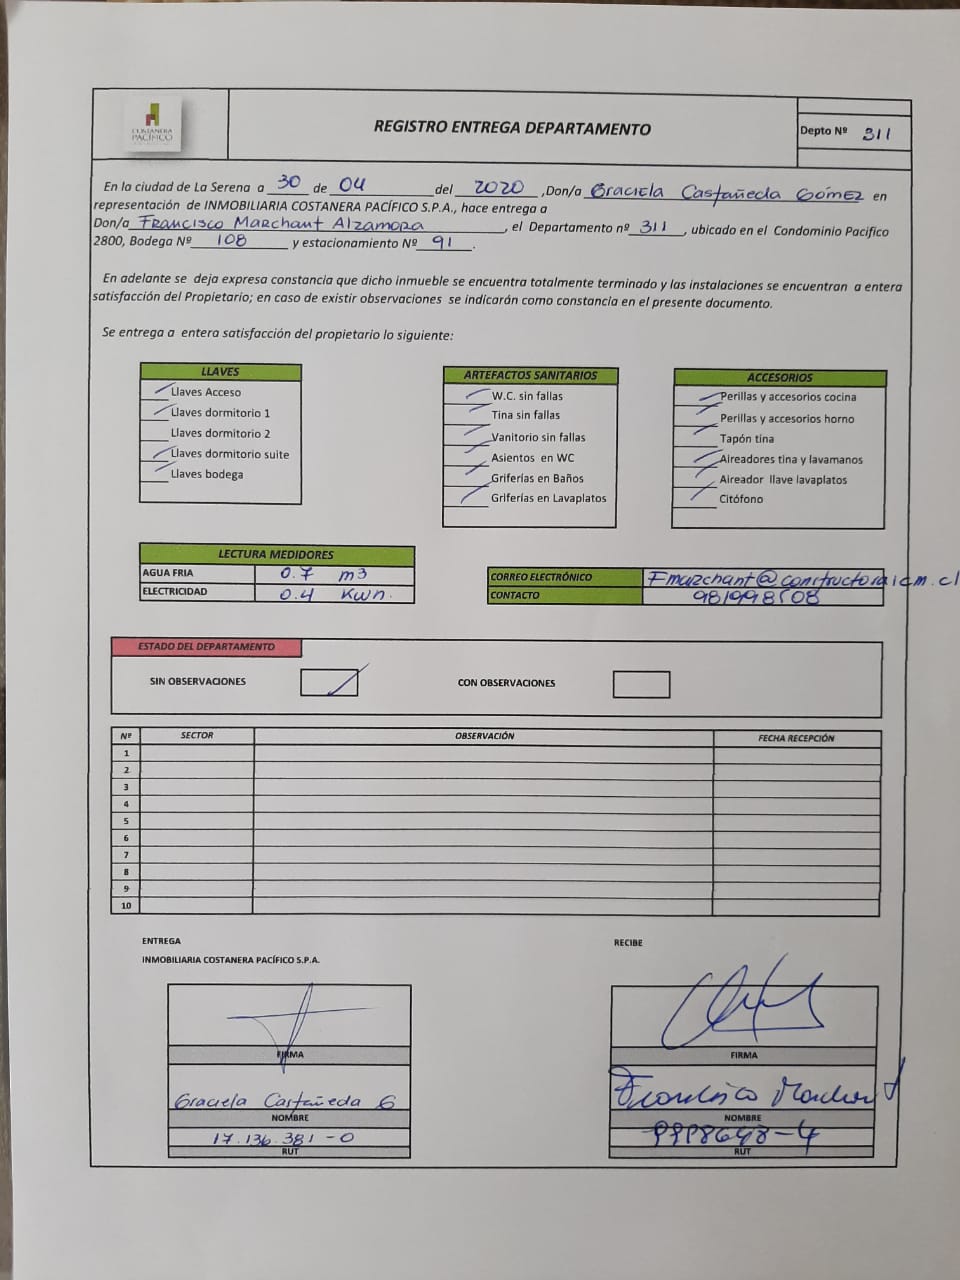 COSTANERA
PACÍFICO
REGISTRO ENTREGA DEPARTAMENTO
Depto Nº 311
En la ciudad de La Serena a 30 de 04 del 2020 ,Don/a Graciela Castañeda Gómez en
representación de INMOBILIARIA COSTANERA PACÍFICO S.P.A., hace entrega a
Don/a Francisco Marchant Alzamora, el Departamento nº 311, ubicado en el Condominio Pacifico
2800, Bodega Nº 108 y estacionamiento Nº 91.
En adelante se deja expresa constancia que dicho inmueble se encuentra totalmente terminado y las instalaciones se encuentran a entera
satisfacción del Propietario; en caso de existir observaciones se indicarán como constancia en el presente documento.
Se entrega a entera satisfacción del propietario lo siguiente:
LLAVES
Llaves Acceso
Llaves dormitorio 1
Llaves dormitorio 2
Llaves dormitorio suite
Llaves bodega
ARTEFACTOS SANITARIOS
W.C. sin fallas
Tina sin fallas
Vanitorio sin fallas
Asientos en WC
Griferías en Baños
Griferías en Lavaplatos
ACCESORIOS
Perillas y accesorios cocina
Perillas y accesorios horno
Tapón tina
Aireadores tina y lavamanos
Aireador llave lavaplatos
Citófono
LECTURA MEDIDORES
AGUA FRIA 0.7 m3
ELECTRICIDAD 0.4 Kwh.
CORREO ELECTRÓNICO Fmarchant@constructoraicm.cl
CONTACTO 981998508
ESTADO DEL DEPARTAMENTO
SIN OBSERVACIONES
CON OBSERVACIONES
Nº SECTOR OBSERVACIÓN FECHA RECEPCIÓN
1
2
3
4
5
6
7
8
9
10
ENTREGA
INMOBILIARIA COSTANERA PACÍFICO S.P.A.
FIRMA
Graciela Castañeda G
NOMBRE
17.136.381-0
RUT
RECIBE
FIRMA
Francisco Marchant
NOMBRE
RUT